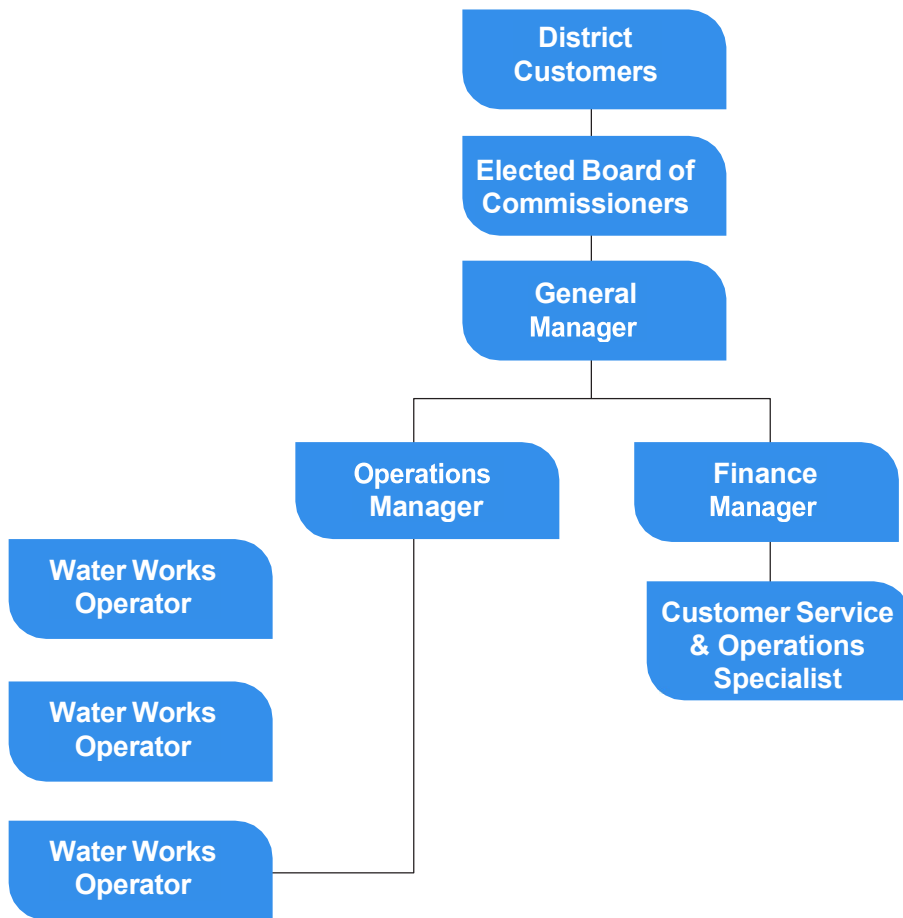 District
Customers
Elected Board of
Commissioners
General
Manager
Operations
Manager
Finance
Manager
Water Works
Operator
Customer Service
& Operations
Specialist
Water Works
Operator
Water Works
Operator